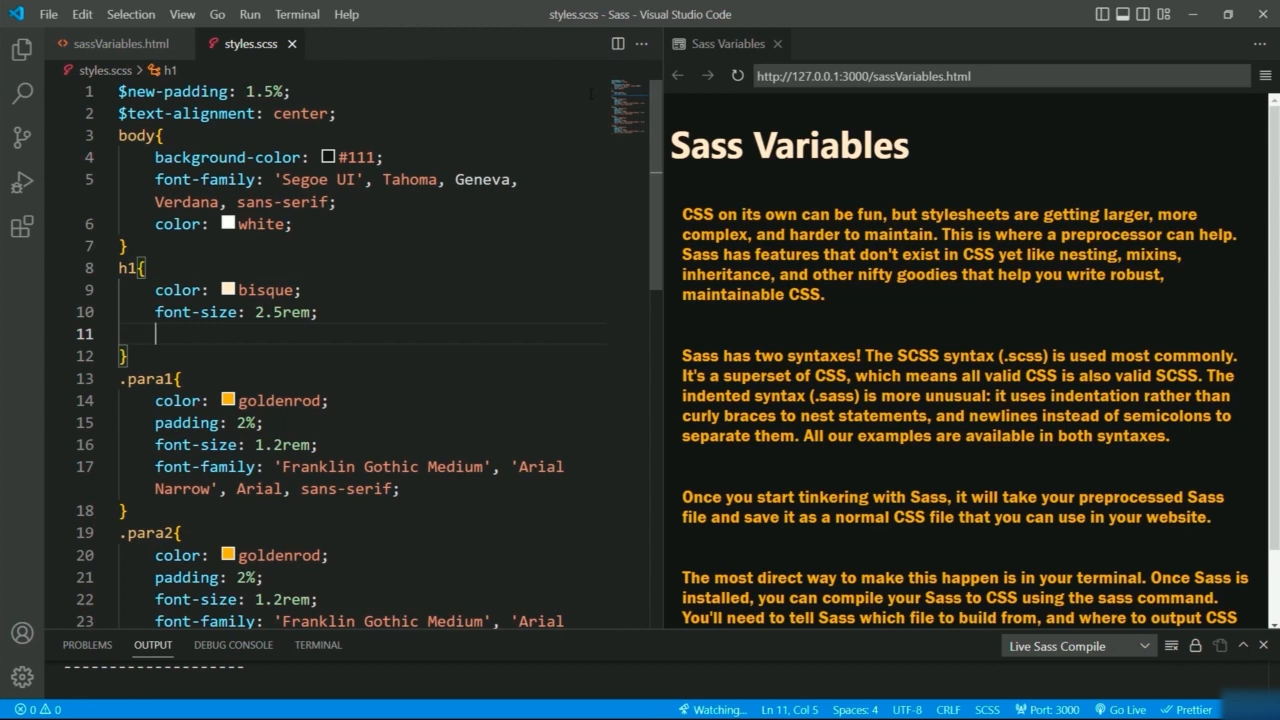 File Edit Selection View Go Run Terminal Help
styles.scss - Sass - Visual Studio Code
sassVariables.html
styles.scss
styles.scss > h1
1 $new-padding: 1.5%;
2 $text-alignment: center;
3 body{
4 background-color: #111;
5 font-family: 'Segoe UI', Tahoma, Geneva,
Verdana, sans-serif;
6 color: white;
7 }
8 h1{
9 color: bisque;
10 font-size: 2.5rem;
11
12 }
13 .para1{
14 color: goldenrod;
15 padding: 2%;
16 font-size: 1.2rem;
17 font-family: 'Franklin Gothic Medium', 'Arial
Narrow', Arial, sans-serif;
18 }
19 .para2{
20 color: goldenrod;
21 padding: 2%;
22 font-size: 1.2rem;
23 font-family: 'Franklin Gothic Medium', 'Arial
Sass Variables
http://127.0.0.1:3000/sassVariables.html
Sass Variables
CSS on its own can be fun, but stylesheets are getting larger, more
complex, and harder to maintain. This is where a preprocessor can help.
Sass has features that don't exist in CSS yet like nesting, mixins,
inheritance, and other nifty goodies that help you write robust,
maintainable CSS.
Sass has two syntaxes! The SCSS syntax (.scss) is used most commonly.
It's a superset of CSS, which means all valid CSS is also valid SCSS. The
indented syntax (.sass) is more unusual: it uses indentation rather than
curly braces to nest statements, and newlines instead of semicolons to
separate them. All our examples are available in both syntaxes.
Once you start tinkering with Sass, it will take your preprocessed Sass
file and save it as a normal CSS file that you can use in your website.
The most direct way to make this happen is in your terminal. Once Sass is
installed, you can compile your Sass to CSS using the sass command.
You'll need to tell Sass which file to build from, and where to output CSS
PROBLEMS OUTPUT DEBUG CONSOLE TERMINAL
Live Sass Compile
--------------------
0 0
Watching... Ln 11, Col 5 Spaces: 4 UTF-8 CRLF SCSS Port: 3000 Go Live Prettier